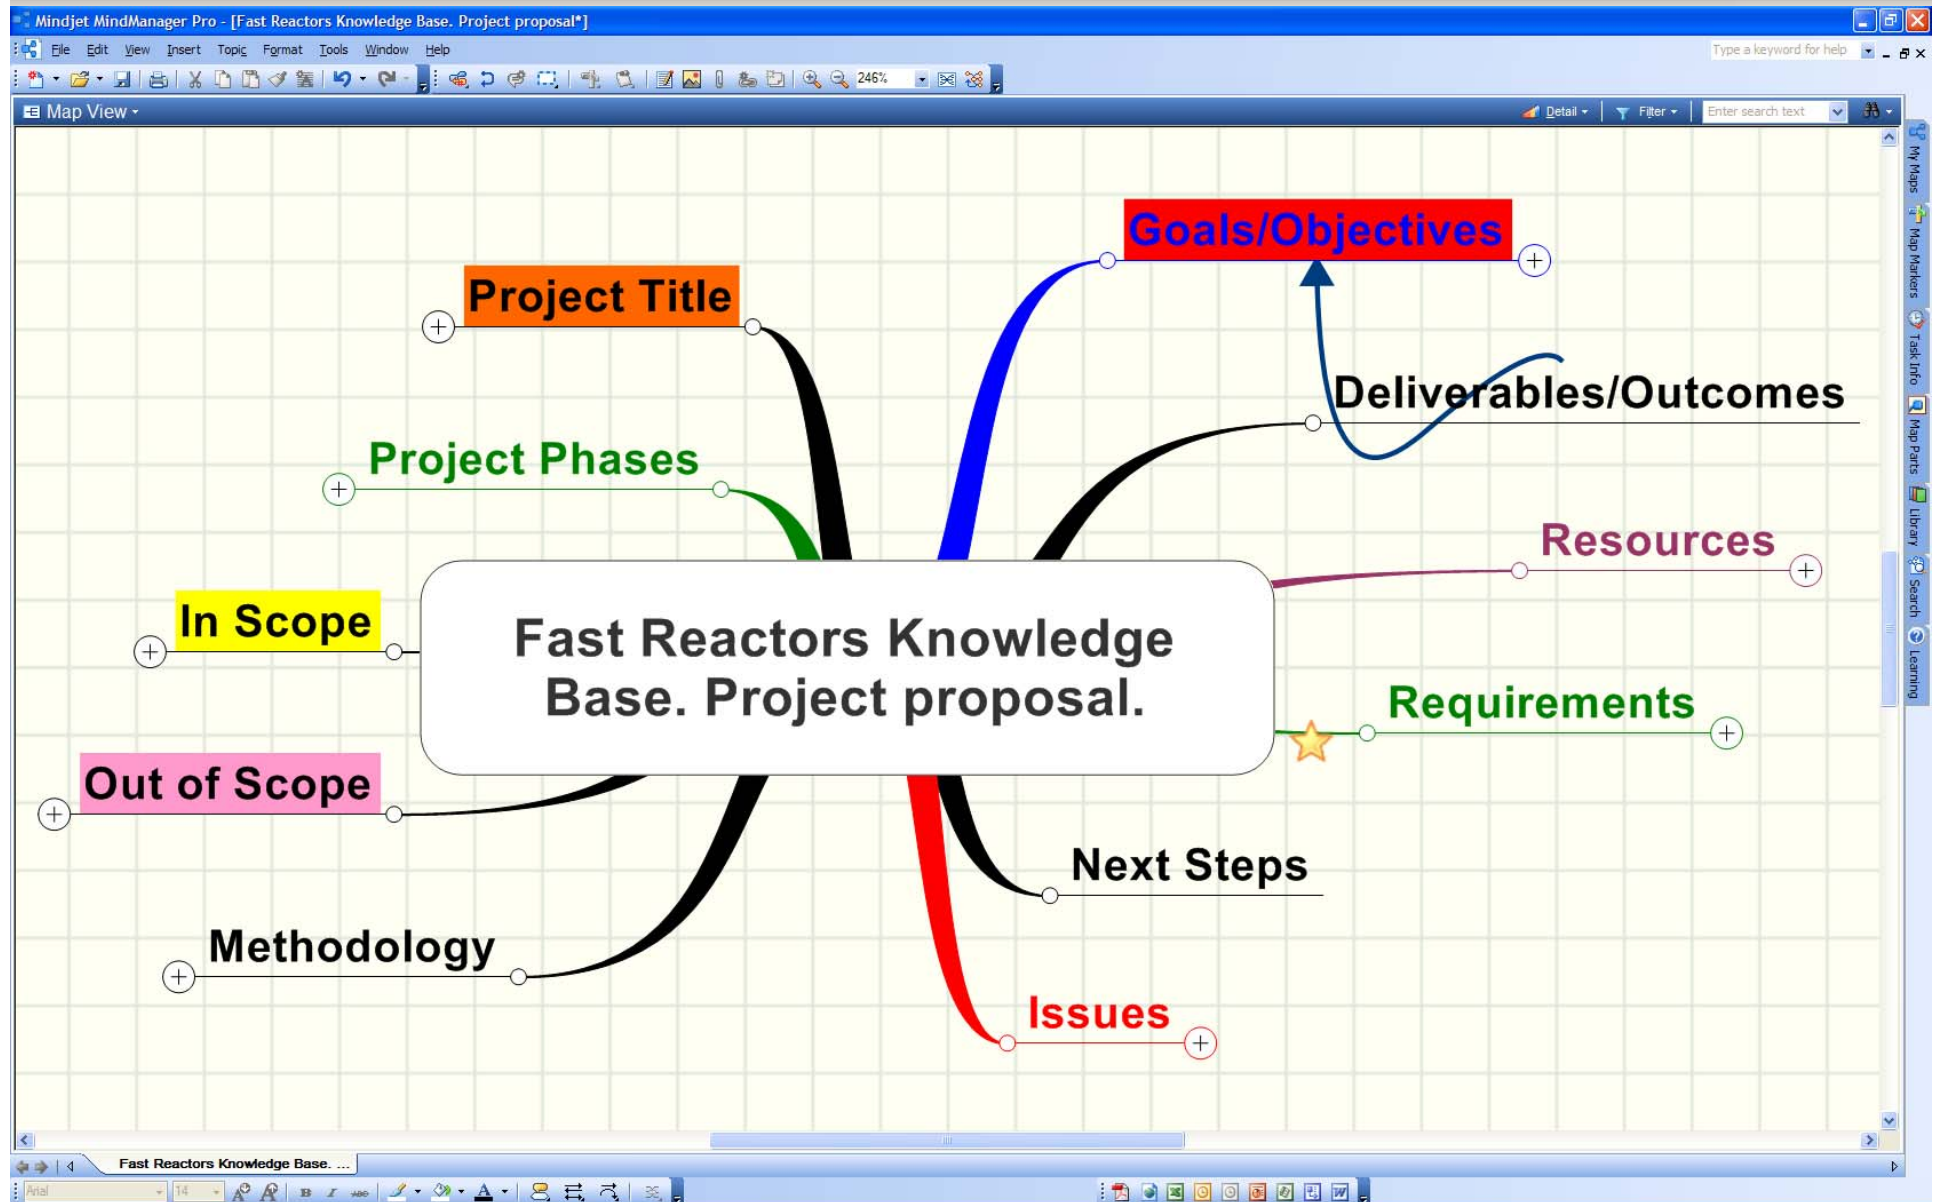 Mindjet MindManager Pro - [Fast Reactors Knowledge Base. Project proposal*]
File Edit View Insert Topic Format Tools Window Help
Type a keyword for help
246%
Map View
Detail
Filter
Enter search text
Goals/Objectives
Project Title
Deliverables/Outcomes
Project Phases
Resources
In Scope
Fast Reactors Knowledge
Base. Project proposal.
Requirements
Out of Scope
Next Steps
Methodology
Issues
My Maps
Map Markers
Task Info
Map Parts
Library
Search
Learning
Fast Reactors Knowledge Base. ...
Arial
14
B I abc A